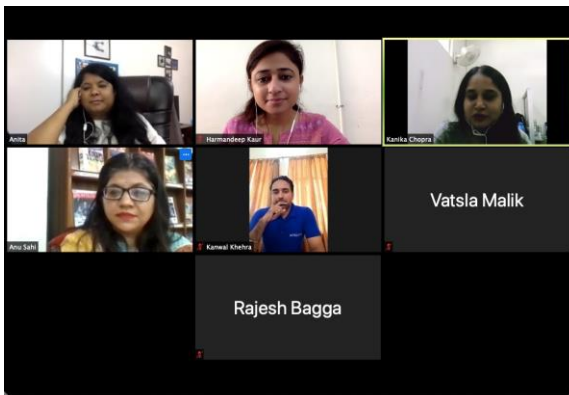 Anita
Harmandeep Kaur
Kanika Chopra
Anu Sahi
Kanwal Khehra
Vatsla Malik
Rajesh Bagga